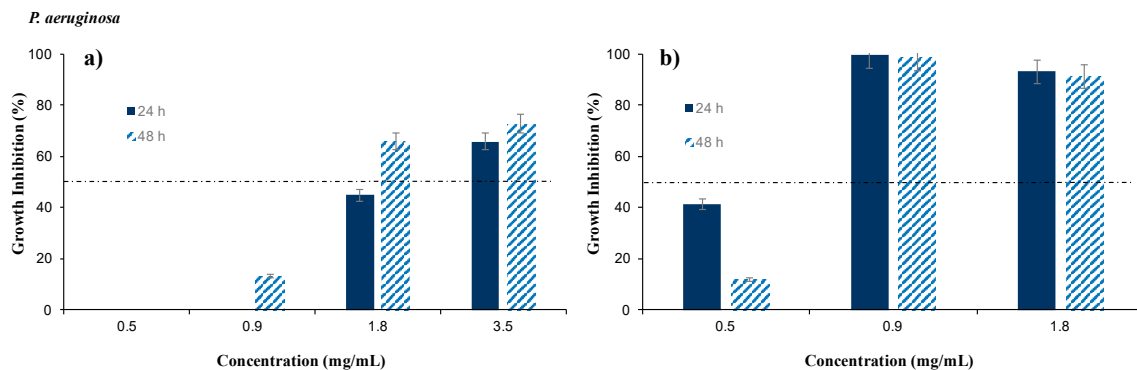 P. aeruginosa
a)
Growth Inhibition (%)
100
80
60
40
20
0
24 h
48 h
0.5 0.9 1.8 3.5
Concentration (mg/mL)
b)
Growth Inhibition (%)
100
80
60
40
20
0
24 h
48 h
0.5 0.9 1.8
Concentration (mg/mL)